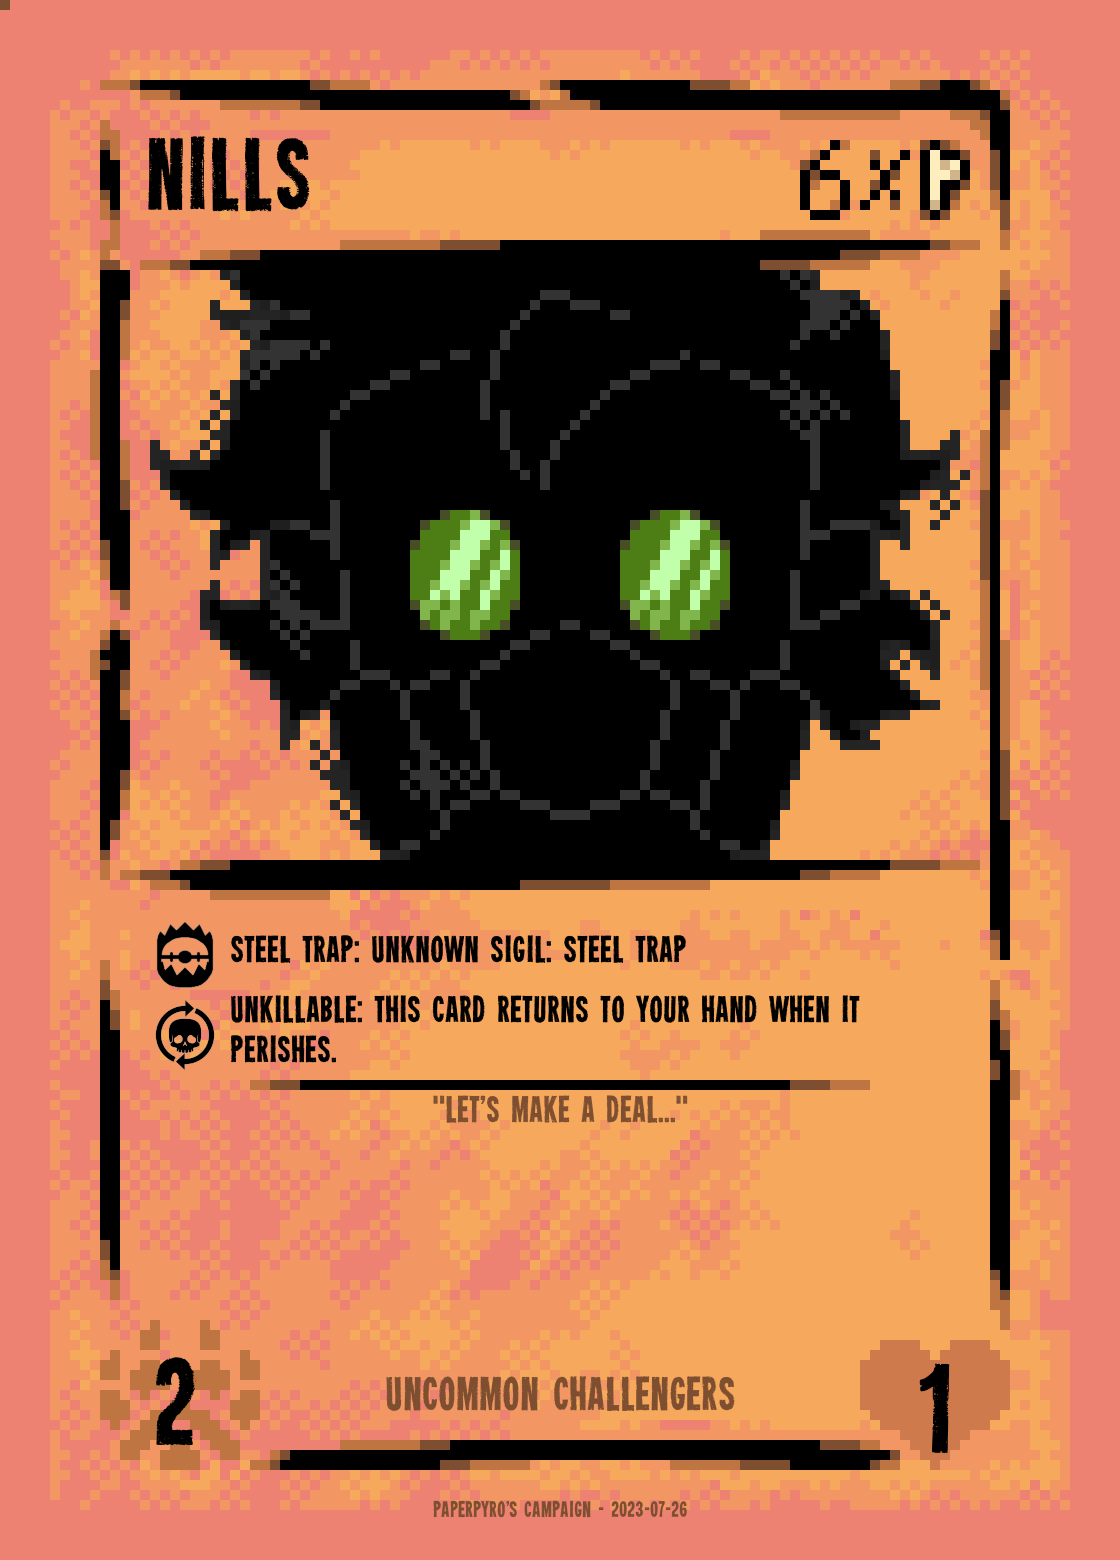 NILLS
6X
STEEL TRAP: UNKNOWN SIGIL: STEEL TRAP
UNKILLABLE: THIS CARD RETURNS TO YOUR HAND WHEN IT
PERISHES.
"LET'S MAKE A DEAL..."
2
UNCOMMON CHALLENGERS
1
PAPERPYRO'S CAMPAIGN - 2023-07-26